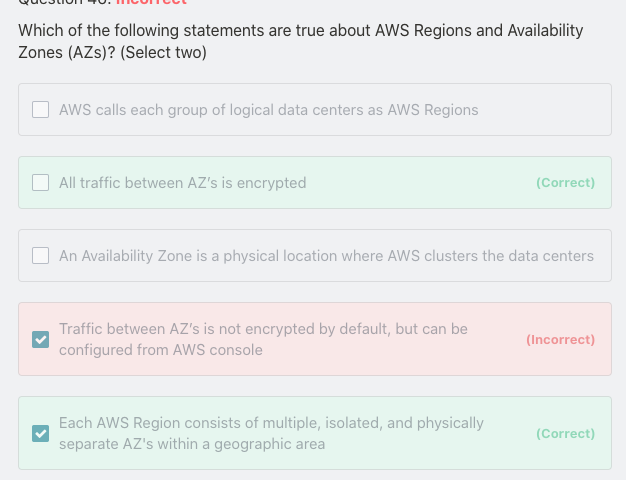 Question 40: Incorrect
Which of the following statements are true about AWS Regions and Availability
Zones (AZs)? (Select two)
AWS calls each group of logical data centers as AWS Regions
All traffic between AZ's is encrypted
(Correct)
An Availability Zone is a physical location where AWS clusters the data centers
Traffic between AZ's is not encrypted by default, but can be
configured from AWS console
(Incorrect)
Each AWS Region consists of multiple, isolated, and physically
separate AZ's within a geographic area
(Correct)